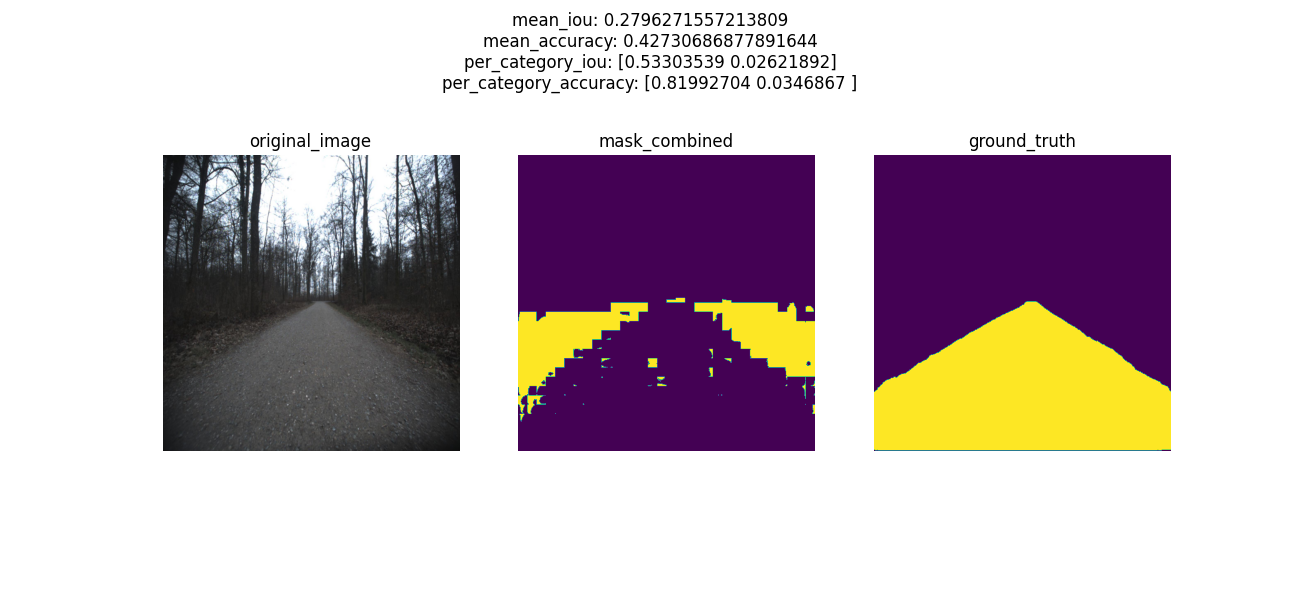 mean_iou: 0.2796271557213809
mean_accuracy: 0.42730686877891644
per_category_iou: [0.53303539 0.02621892]
per_category_accuracy: [0.81992704 0.0346867 ]
original_image
mask_combined
ground_truth